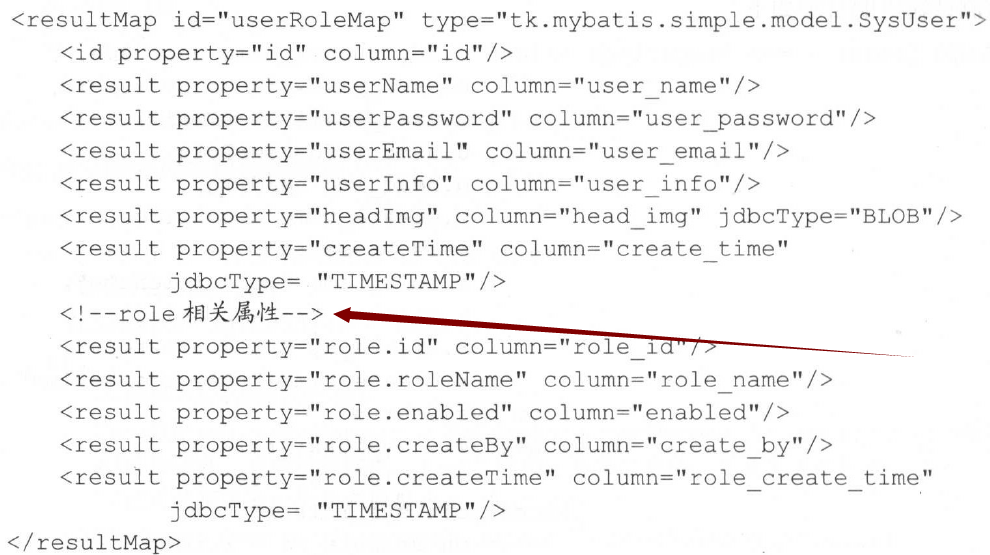 <resultMap id="userRoleMap" type="tk.mybatis.simple.model.SysUser">
<id property="id" column="id"/>
<result property="userName" column="user_name"/>
<result property="userPassword" column="user_password"/>
<result property="userEmail" column="user_email"/>
<result property="userInfo" column="user_info"/>
<result property="headImg" column="head_img" jdbcType="BLOB"/>
<result property="createTime" column="create_time"
jdbcType= "TIMESTAMP"/>
<!--role 相关属性-->
<result property="role.id" column="role_id"/>
<result property="role.roleName" column="role_name"/>
<result property="role.enabled" column="enabled"/>
<result property="role.createBy" column="create_by"/>
<result property="role.createTime" column="role_create_time"
jdbcType= "TIMESTAMP"/>
</resultMap>